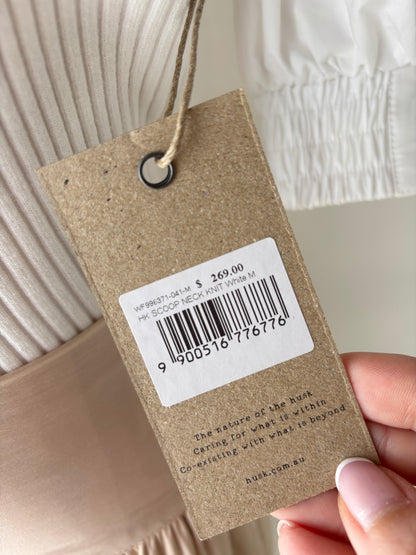 WF996371-041-M $ 269.00
HK SCOOP NECK KNIT White M
9 900516 776776
The nature of the husk
Caring for what is within
Co-existing with what is beyond
husk.com.au